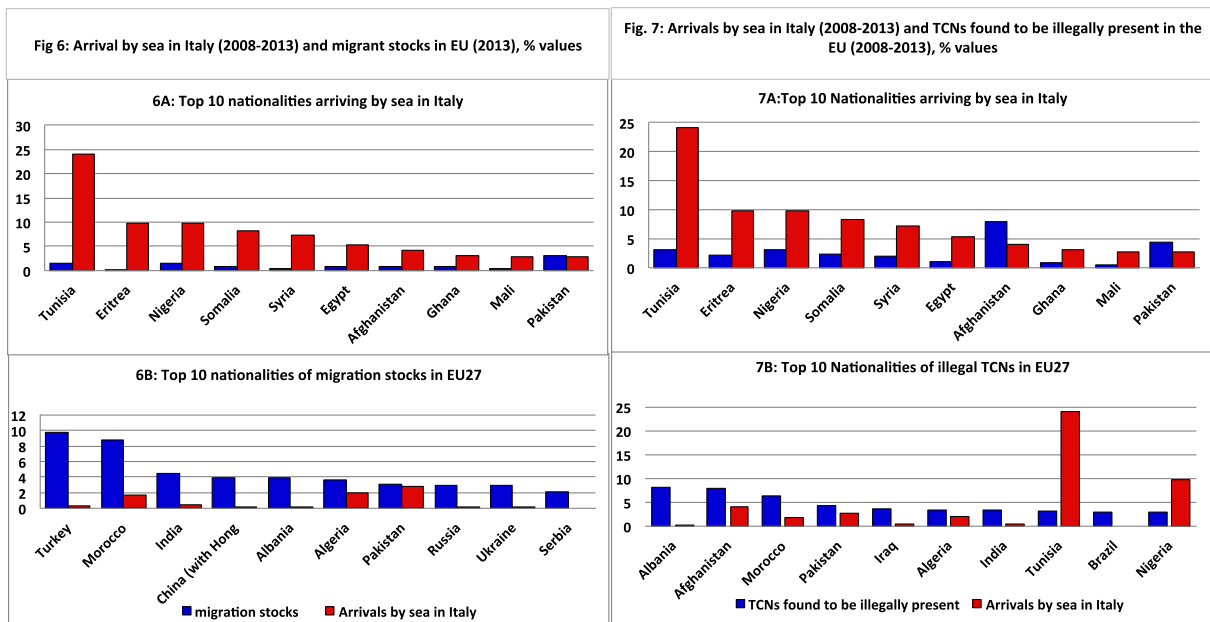 Fig 6: Arrival by sea in Italy (2008-2013) and migrant stocks in EU (2013), % values
6A: Top 10 nationalities arriving by sea in Italy
30
25
20
15
10
5
0
Tunisia
Eritrea
Nigeria
Somalia
Syria
Egypt
Afghanistan
Ghana
Mali
Pakistan
6B: Top 10 nationalities of migration stocks in EU27
12
10
8
6
4
2
0
Turkey
Morocco
India
China (with Hong
Albania
Algeria
Pakistan
Russia
Ukraine
Serbia
migration stocks
Arrivals by sea in Italy
Fig. 7: Arrivals by sea in Italy (2008-2013) and TCNs found to be illegally present in the
EU (2008-2013), % values
7A:Top 10 Nationalities arriving by sea in Italy
25
20
15
10
5
0
Tunisia
Eritrea
Nigeria
Somalia
Syria
Egypt
Afghanistan
Ghana
Mali
Pakistan
7B: Top 10 Nationalities of illegal TCNs in EU27
25
20
15
10
5
0
Albania
Afghanistan
Morocco
Pakistan
Iraq
Algeria
India
Tunisia
Brazil
Nigeria
TCNs found to be illegally present
Arrivals by sea in Italy